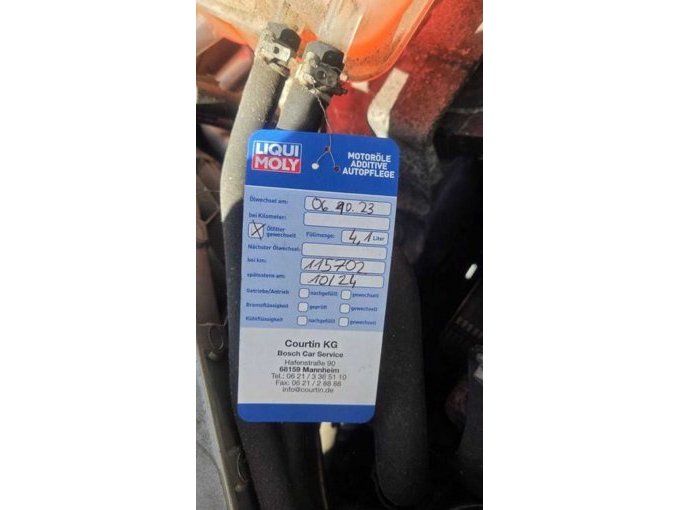 LIQUI
MOLY
MOTORÖLE
ADDITIVE
AUTOPFLEGE
Ölwechsel am: 06.10.23
bei Kilometer:
Ölfilter gewechselt X Füllmenge: 4,1 Liter
Nächster Ölwechsel:
bei km: 115702
spätestens am: 10/24
Getriebe/Antrieb nachgefüllt gewechselt
Bremsflüssigkeit geprüft gewechselt
Kühlflüssigkeit nachgefüllt gewechselt
Courtin KG
Bosch Car Service
Hafenstraße 90
68159 Mannheim
Tel.: 06 21 / 3 36 51 10
Fax: 06 21 / 2 88 88
info@courtin.de